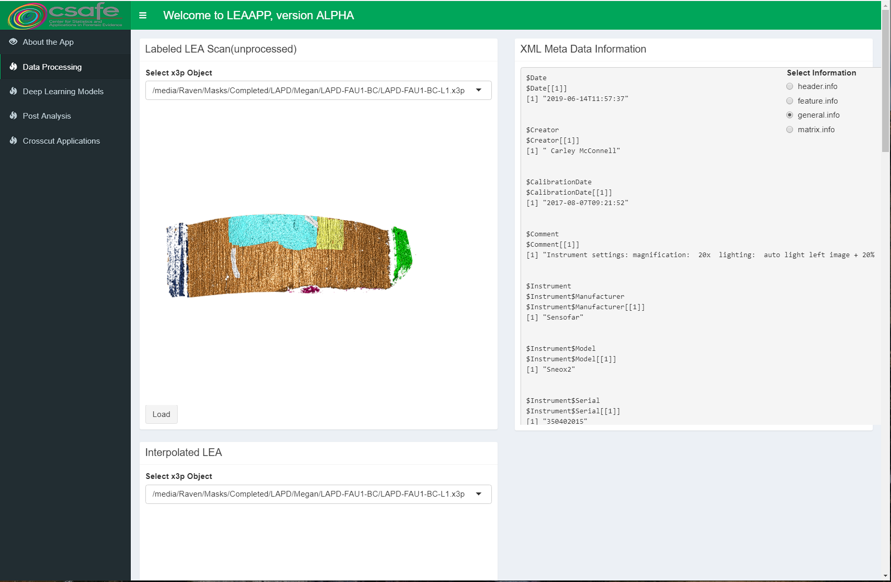 csafe
Welcome to LEAAPP, version ALPHA
About the App
Data Processing
Deep Learning Models
Post Analysis
Crosscut Applications
Labeled LEA Scan(unprocessed)
Select x3p Object
/media/Raven/Masks/Completed/LAPD/Megan/LAPD-FAU1-BC/LAPD-FAU1-BC-L1.x3p
Load
Interpolated LEA
Select x3p Object
/media/Raven/Masks/Completed/LAPD/Megan/LAPD-FAU1-BC/LAPD-FAU1-BC-L1.x3p
XML Meta Data Information
Select Information
header.info
feature.info
general.info
matrix.info
$Date
$Date[[1]]
[1] "2019-06-14T11:57:37"
$Creator
$Creator[[1]]
[1] " Carley McConnell"
$CalibrationDate
$CalibrationDate[[1]]
[1] "2017-08-07T09:21:52"
$Comment
$Comment[[1]]
[1] "Instrument settings: magnification:  20x  lighting:  auto light left image + 20%
$Instrument
$Instrument$Manufacturer
$Instrument$Manufacturer[[1]]
[1] "Sensofar"
$Instrument$Model
$Instrument$Model[[1]]
[1] "Sneox2"
$Instrument$Serial
$Instrument$Serial[[1]]
[1] "350402015"